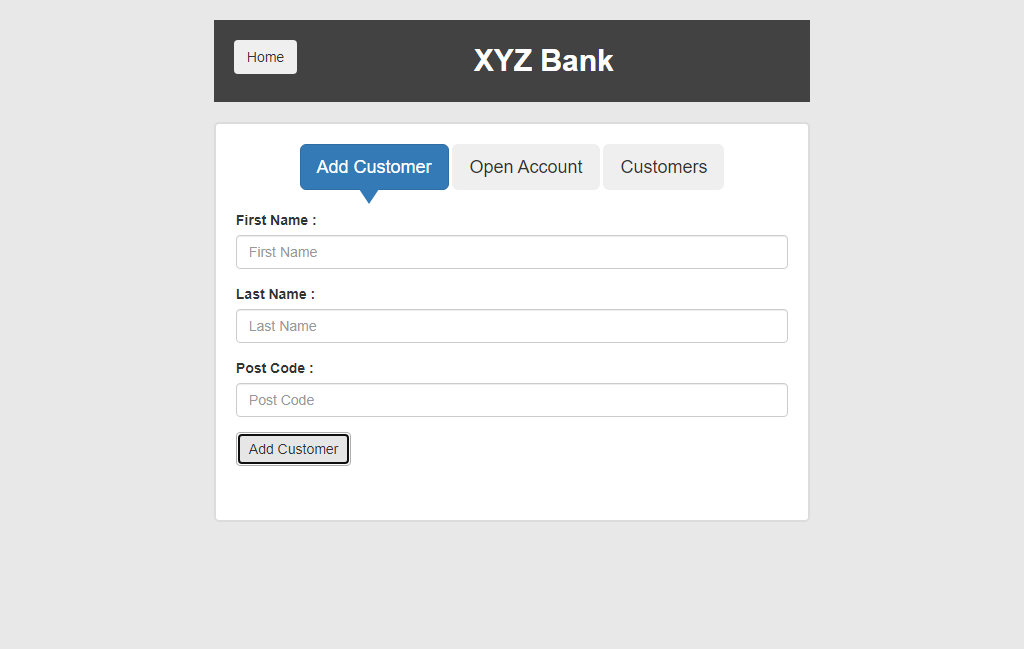 Home
XYZ Bank
Add Customer
Open Account
Customers
First Name :
First Name
Last Name :
Last Name
Post Code :
Post Code
Add Customer